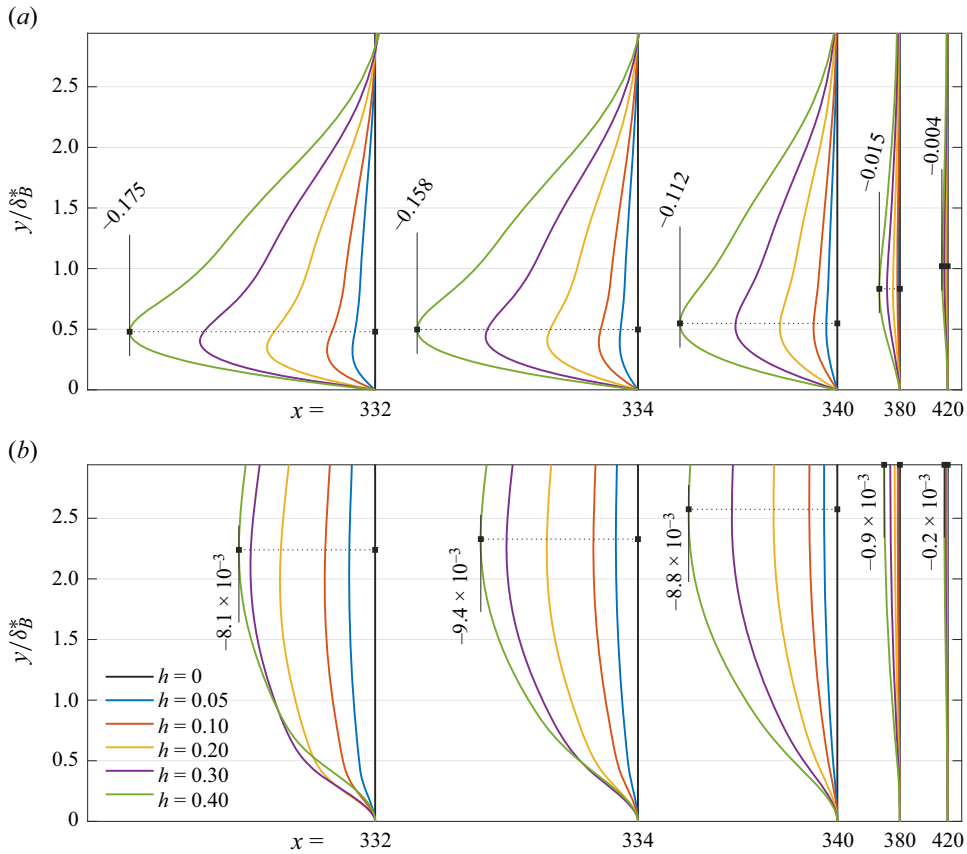 (a)
2.5
2.0
1.5
1.0
0.5
0
y/δ*B
−0.175
−0.158
−0.112
−0.015
−0.004
x = 332 334 340 380 420
(b)
2.5
2.0
1.5
1.0
0.5
0
y/δ*B
−8.1 × 10⁻³
−9.4 × 10⁻³
−8.8 × 10⁻³
−0.9 × 10⁻³
−0.2 × 10⁻³
h = 0
h = 0.05
h = 0.10
h = 0.20
h = 0.30
h = 0.40
x = 332 334 340 380 420